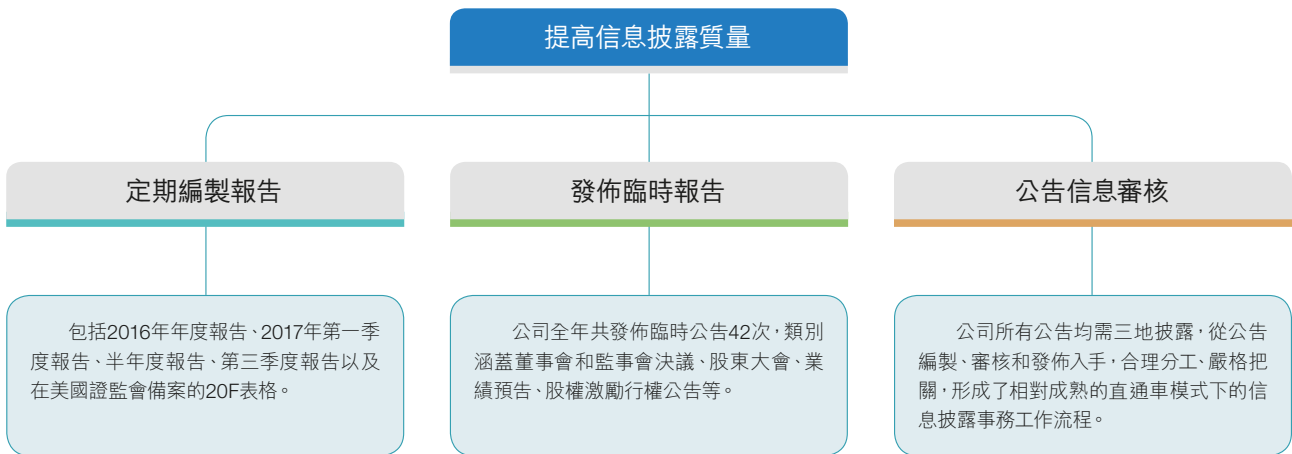 提高信息披露質量
定期編製報告
包括2016年年度報告、2017年第一季
度報告、半年度報告、第三季度報告以及
在美國證監會備案的20F表格。
發佈臨時報告
公司全年共發佈臨時公告42次，類別
涵蓋董事會和監事會決議、股東大會、業
績預告、股權激勵行權公告等。
公告信息審核
公司所有公告均需三地披露，從公告
編製、審核和發佈入手，合理分工、嚴格把
關，形成了相對成熟的直通車模式下的信
息披露事務工作流程。